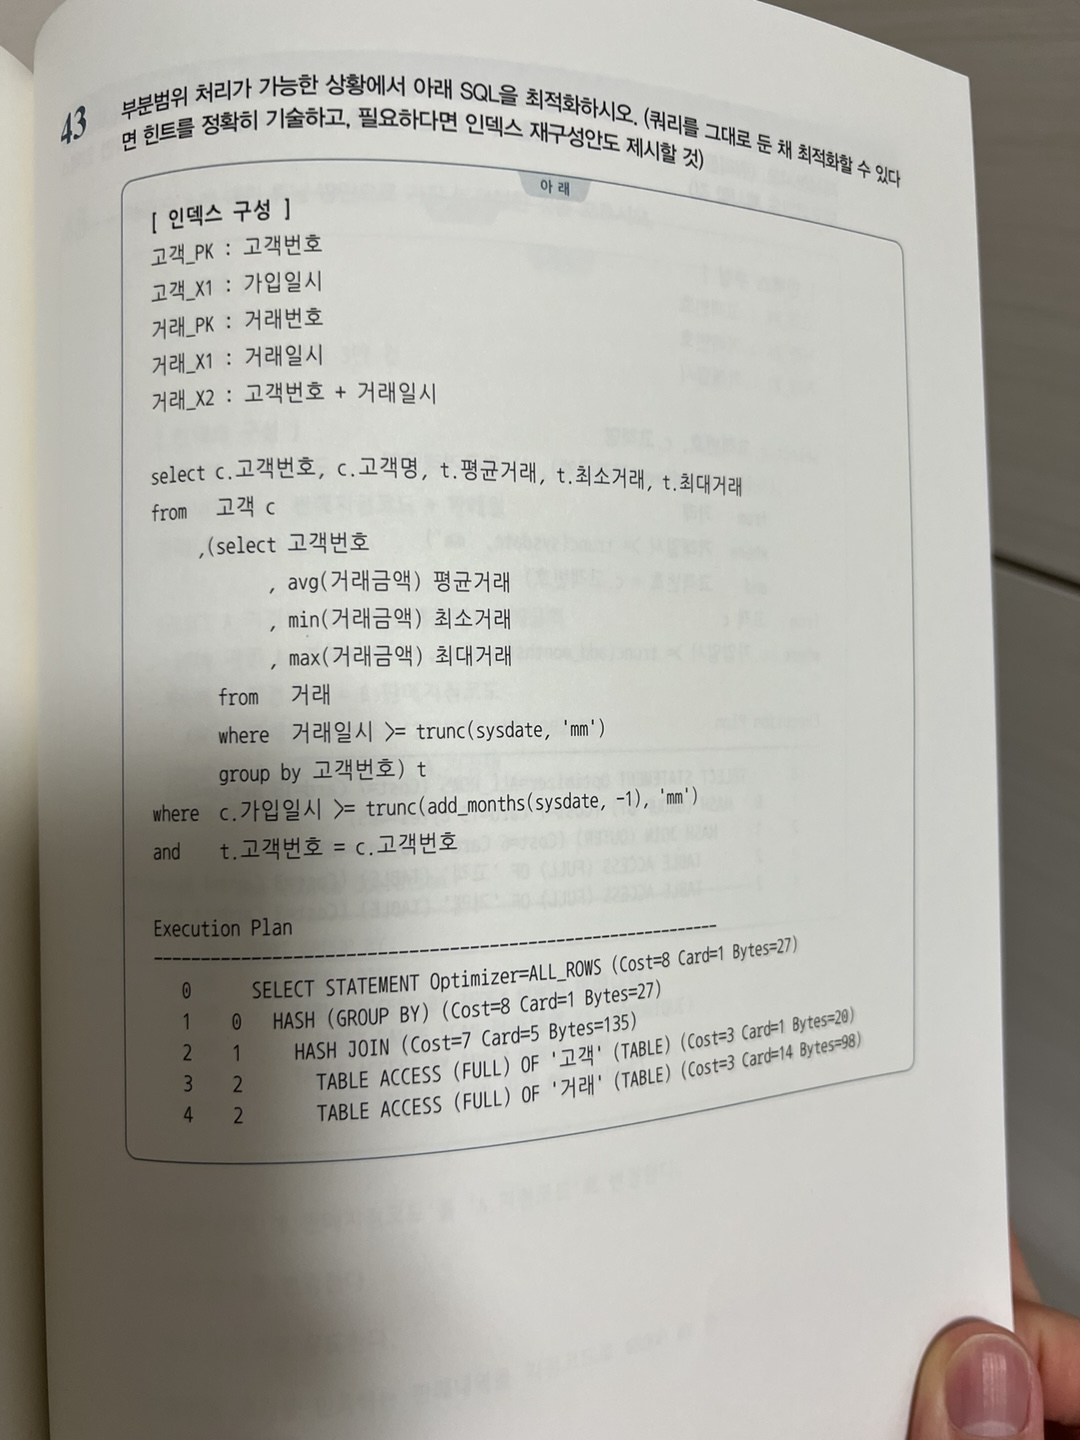 43 부분범위 처리가 가능한 상황에서 아래 SQL을 최적화하시오. (쿼리를 그대로 둔 채 최적화할 수 있다
면 힌트를 정확히 기술하고, 필요하다면 인덱스 재구성안도 제시할 것)
아래
[ 인덱스 구성 ]
고객_PK : 고객번호
고객_X1 : 가입일시
거래_PK : 거래번호
거래_X1 : 거래일시
거래_X2 : 고객번호 + 거래일시
select c.고객번호, c.고객명, t.평균거래, t.최소거래, t.최대거래
from 고객 c
,(select 고객번호
, avg(거래금액) 평균거래
, min(거래금액) 최소거래
, max(거래금액) 최대거래
from 거래
where 거래일시 >= trunc(sysdate, 'mm')
group by 고객번호) t
where c.가입일시 >= trunc(add_months(sysdate, -1), 'mm')
and t.고객번호 = c.고객번호
Execution Plan
--------------------------------------------------------------------------------
0 SELECT STATEMENT Optimizer=ALL_ROWS (Cost=8 Card=1 Bytes=27)
1 0 HASH (GROUP BY) (Cost=8 Card=1 Bytes=27)
2 1 HASH JOIN (Cost=7 Card=5 Bytes=135)
3 2 TABLE ACCESS (FULL) OF '고객' (TABLE) (Cost=3 Card=1 Bytes=20)
4 2 TABLE ACCESS (FULL) OF '거래' (TABLE) (Cost=3 Card=14 Bytes=98)